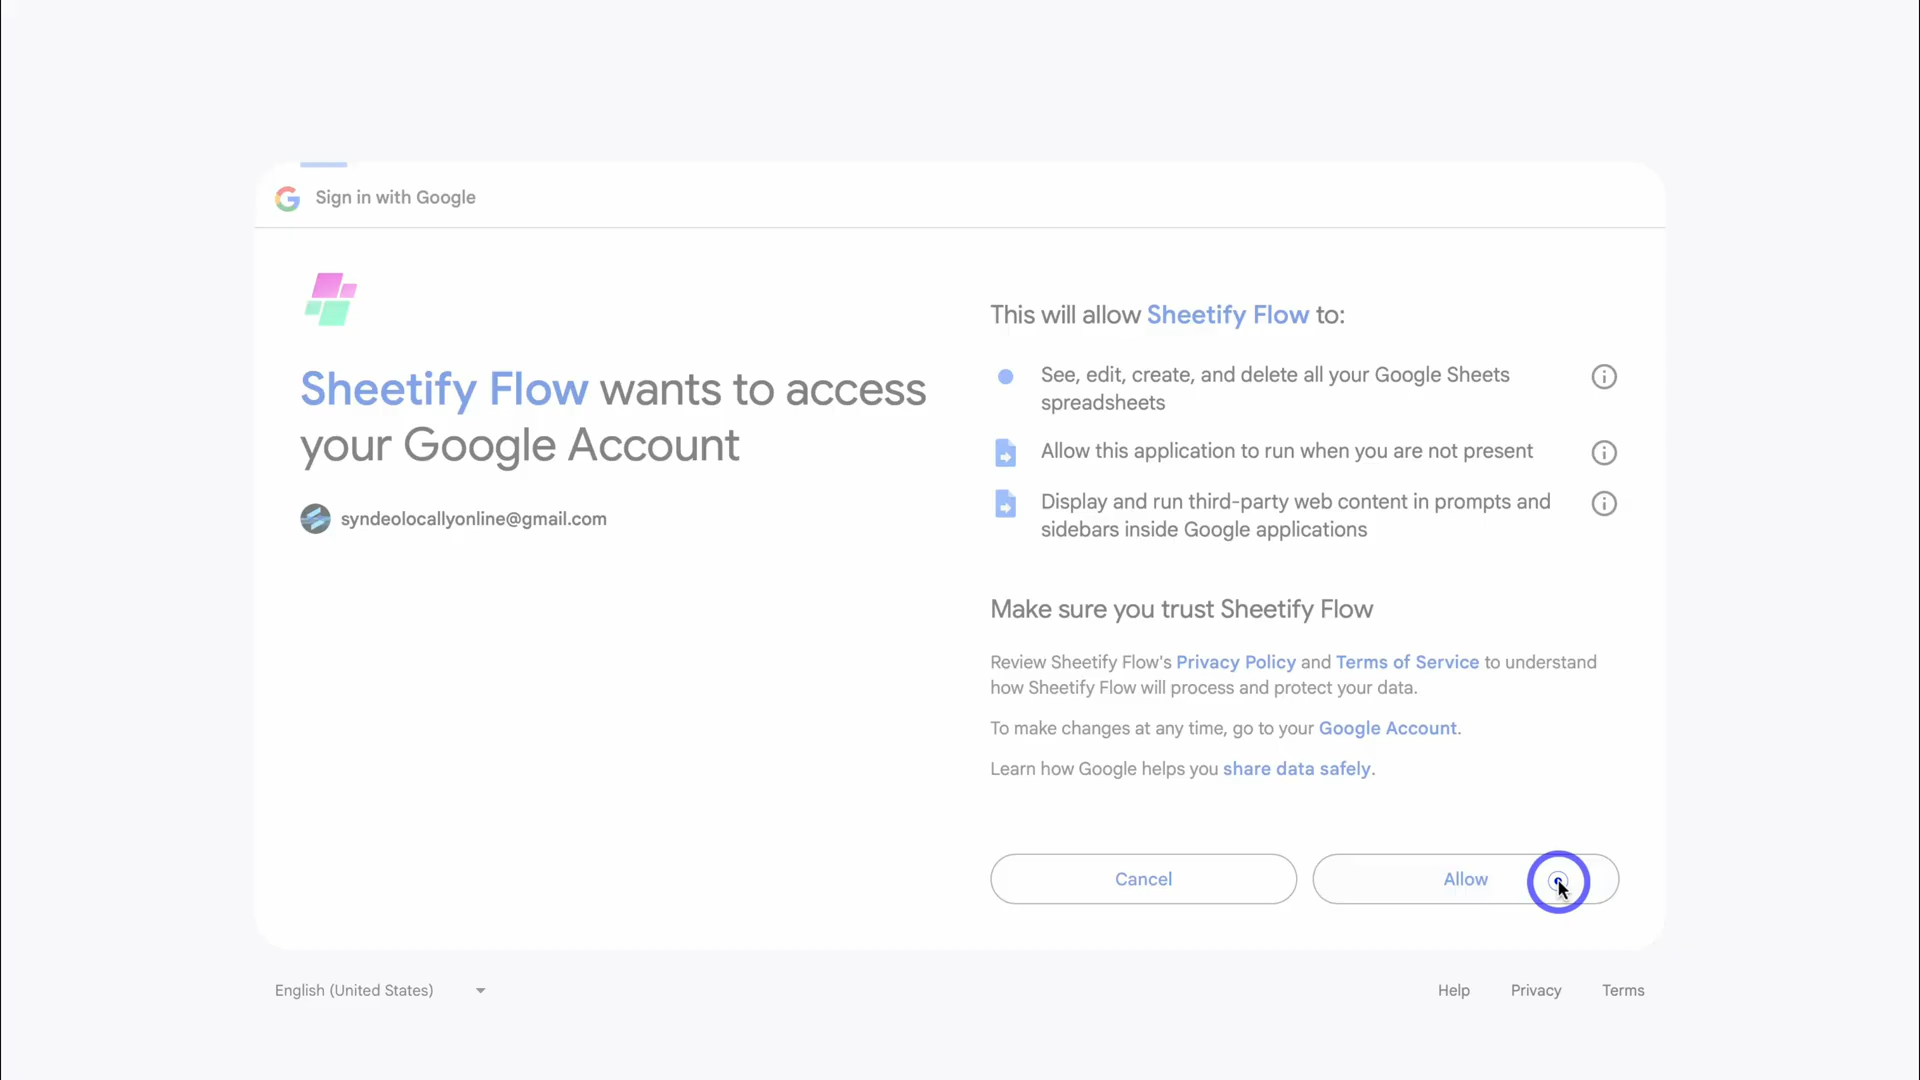 Sign in with Google
Sheetify Flow wants to access
your Google Account
syndeolocallyonline@gmail.com
This will allow Sheetify Flow to:
See, edit, create, and delete all your Google Sheets
spreadsheets
Allow this application to run when you are not present
Display and run third-party web content in prompts and
sidebars inside Google applications
Make sure you trust Sheetify Flow
Review Sheetify Flow's Privacy Policy and Terms of Service to understand
how Sheetify Flow will process and protect your data.
To make changes at any time, go to your Google Account.
Learn how Google helps you share data safely.
Cancel
Allow
English (United States)
Help
Privacy
Terms